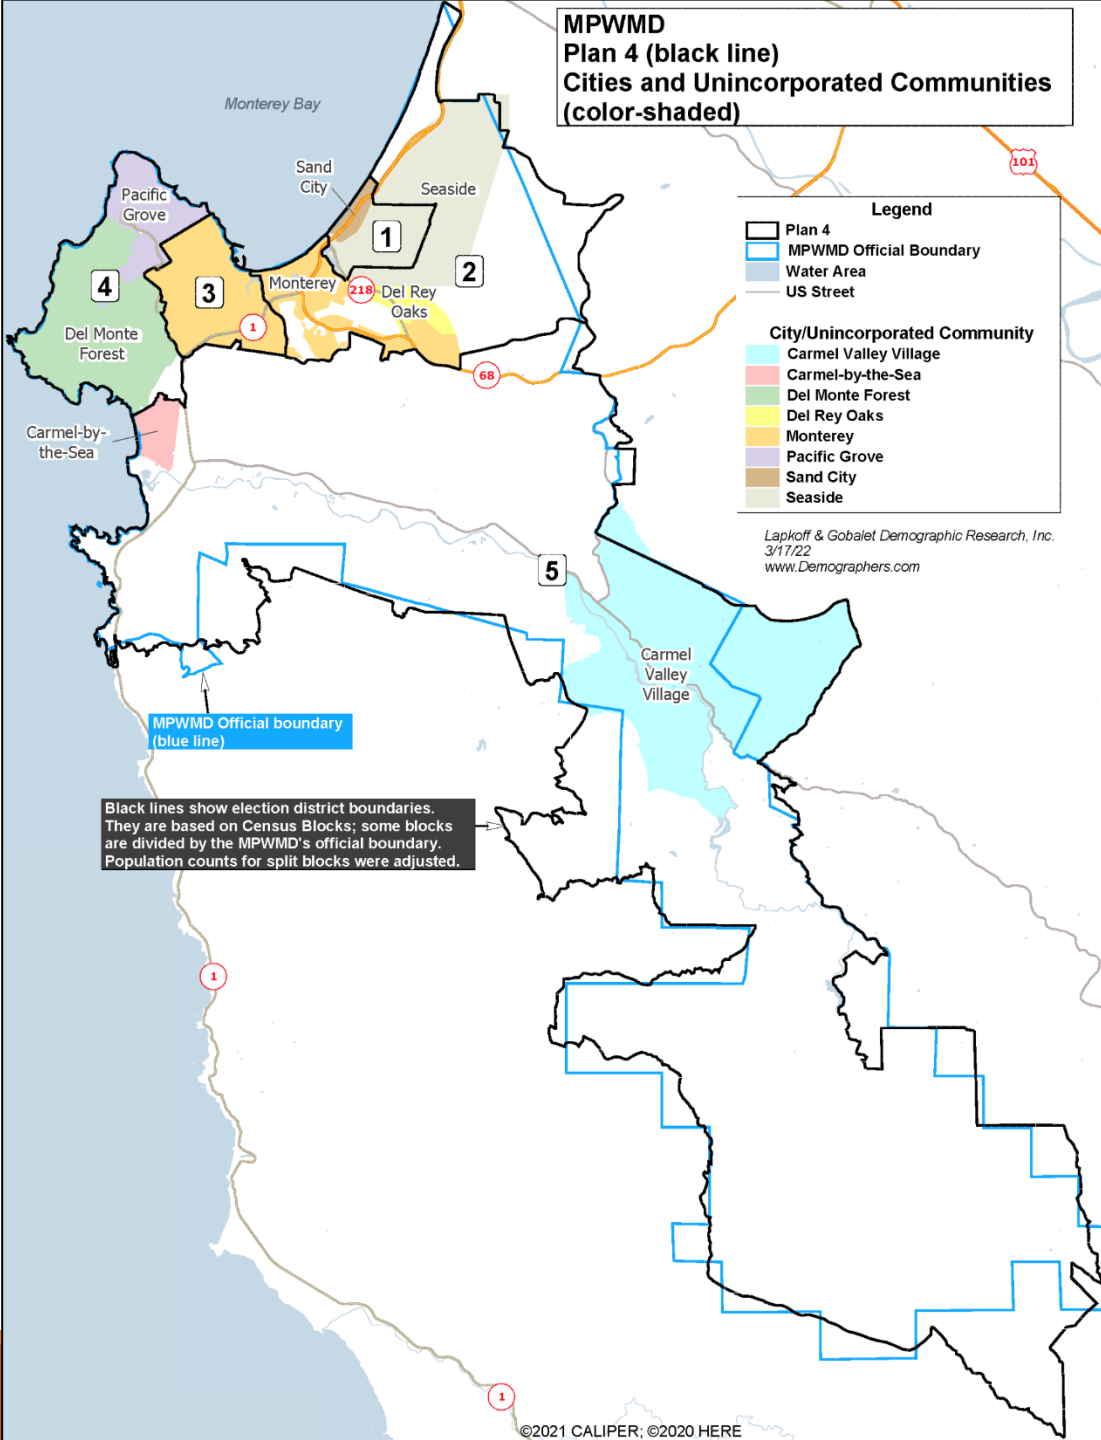 MPWMD
Plan 4 (black line)
Cities and Unincorporated Communities
(color-shaded)
Monterey Bay
101
Sand
City
Seaside
Pacific
Grove
1
2
4
3
Monterey
218
Del Rey
Oaks
1
Del Monte
Forest
68
Carmel-by-
the-Sea
Legend
Plan 4
MPWMD Official Boundary
Water Area
US Street
City/Unincorporated Community
Carmel Valley Village
Carmel-by-the-Sea
Del Monte Forest
Del Rey Oaks
Monterey
Pacific Grove
Sand City
Seaside
Lapkoff & Gobalet Demographic Research, Inc.
3/17/22
www.Demographers.com
5
Carmel
Valley
Village
MPWMD Official boundary
(blue line)
Black lines show election district boundaries.
They are based on Census Blocks; some blocks
are divided by the MPWMD's official boundary.
Population counts for split blocks were adjusted.
1
1
©2021 CALIPER; ©2020 HERE